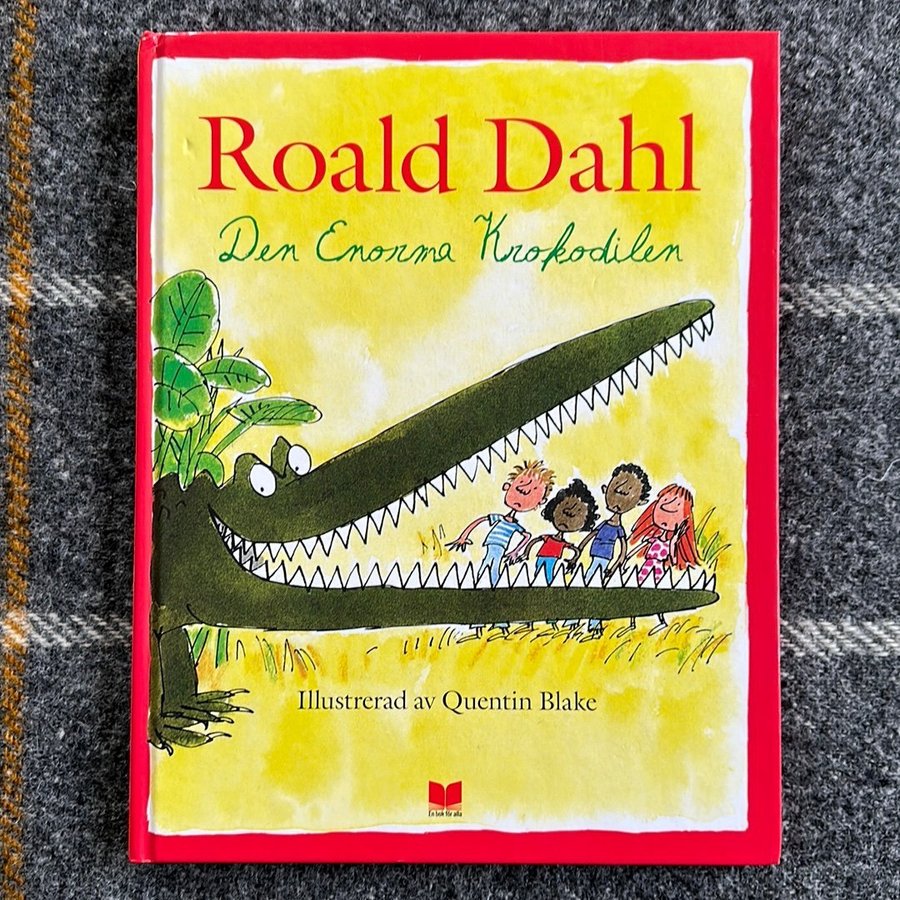 Roald Dahl
Den Enorma Krokodilen
Illustrerad av Quentin Blake
En bok för alla